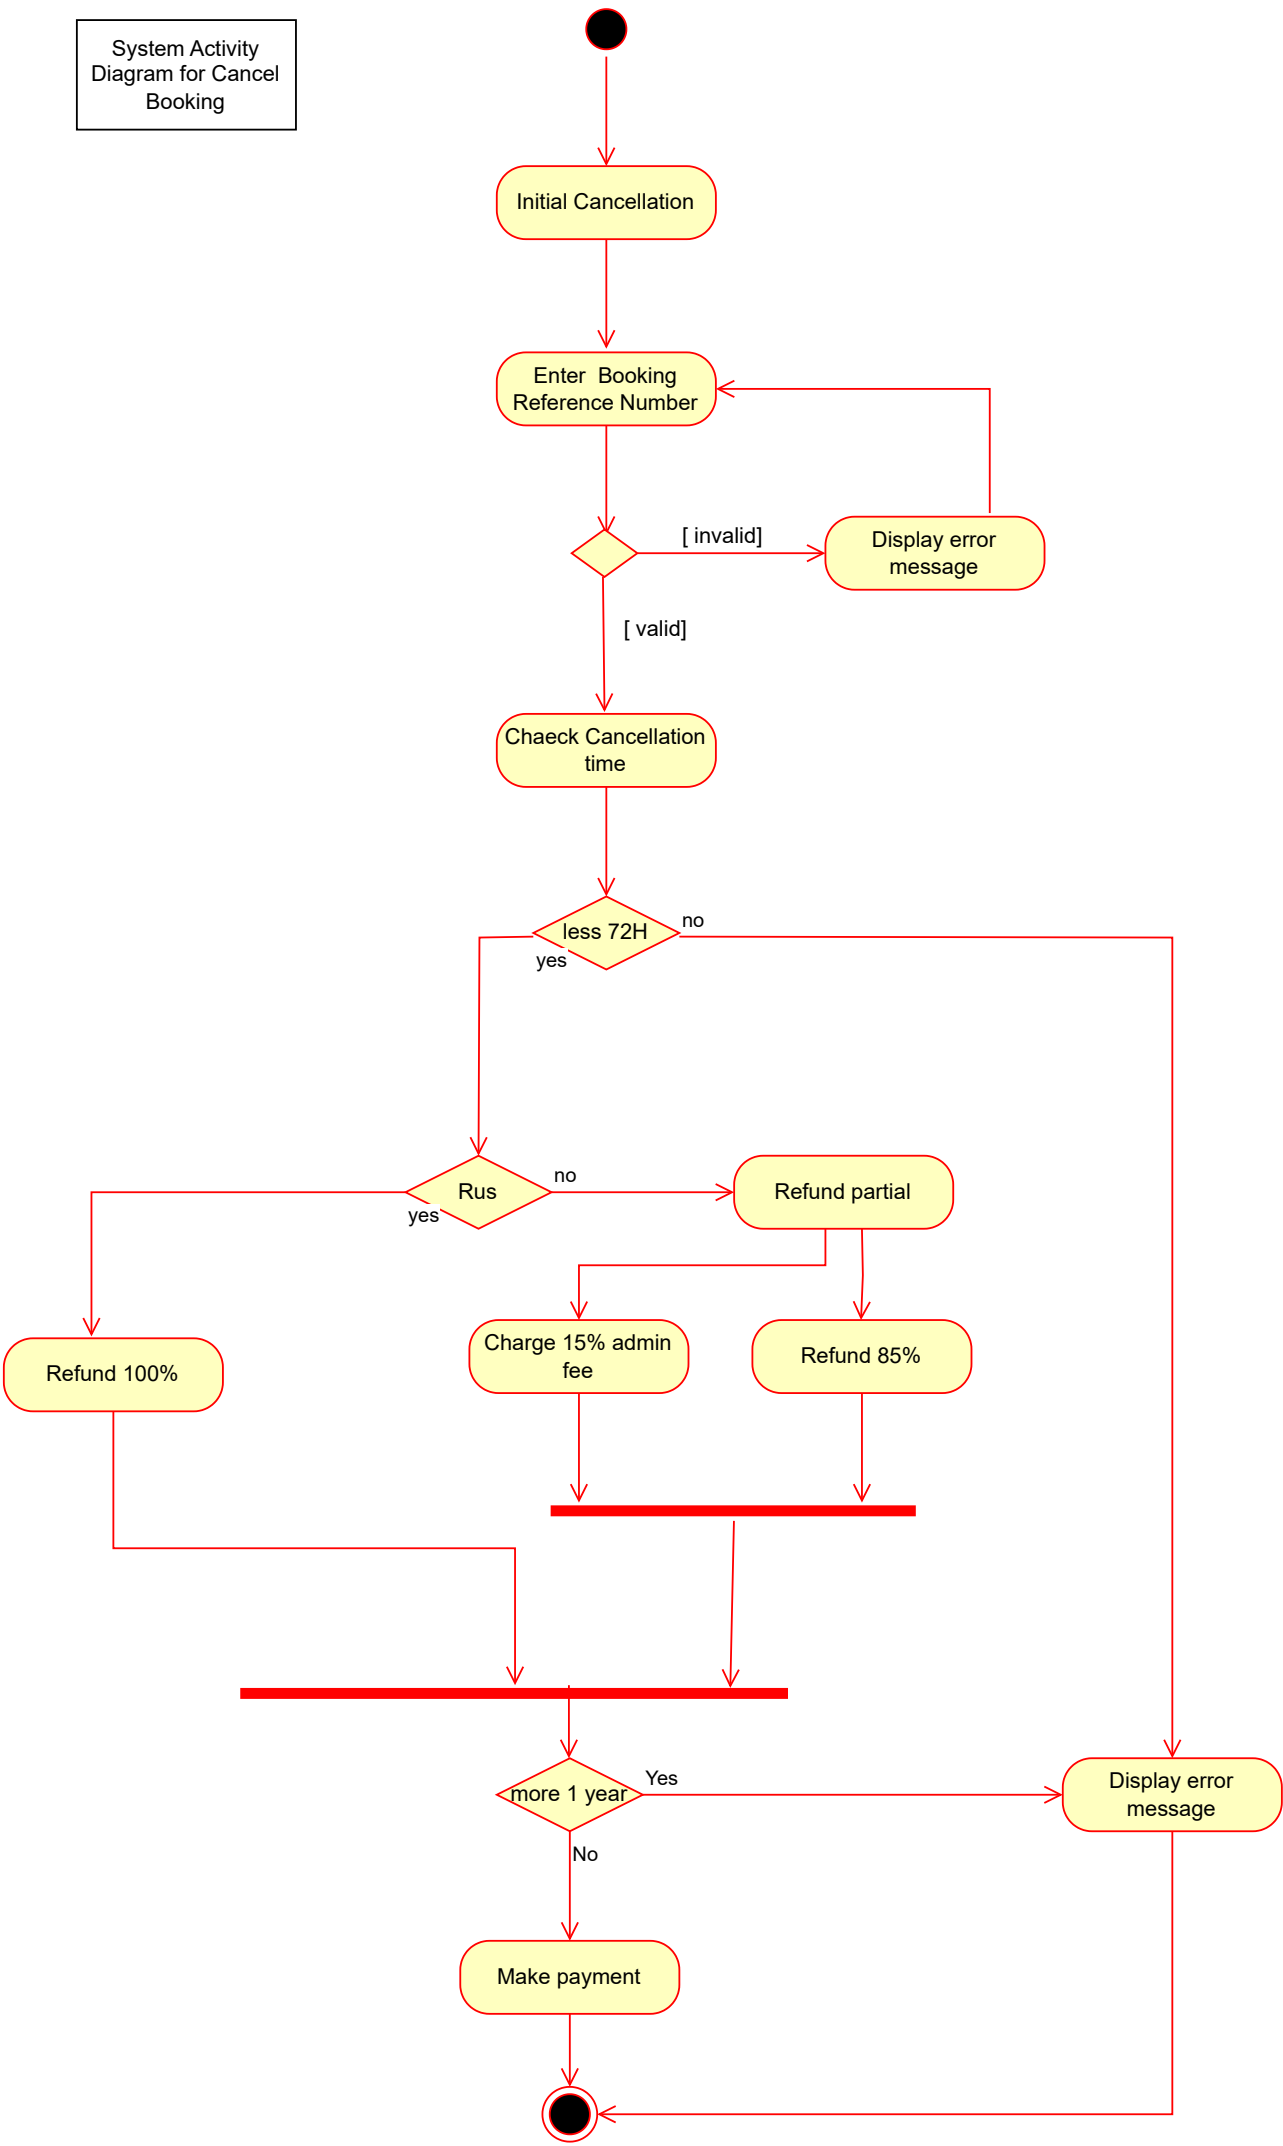 System Activity
Diagram for Cancel
Booking
Initial Cancellation
Enter  Booking
Reference Number
[ invalid]
Display error
message
[ valid]
Chaeck Cancellation
time
less 72H
no
yes
Rus
no
yes
Refund partial
Charge 15% admin
fee
Refund 85%
Refund 100%
more 1 year
Yes
No
Display error
message
Make payment